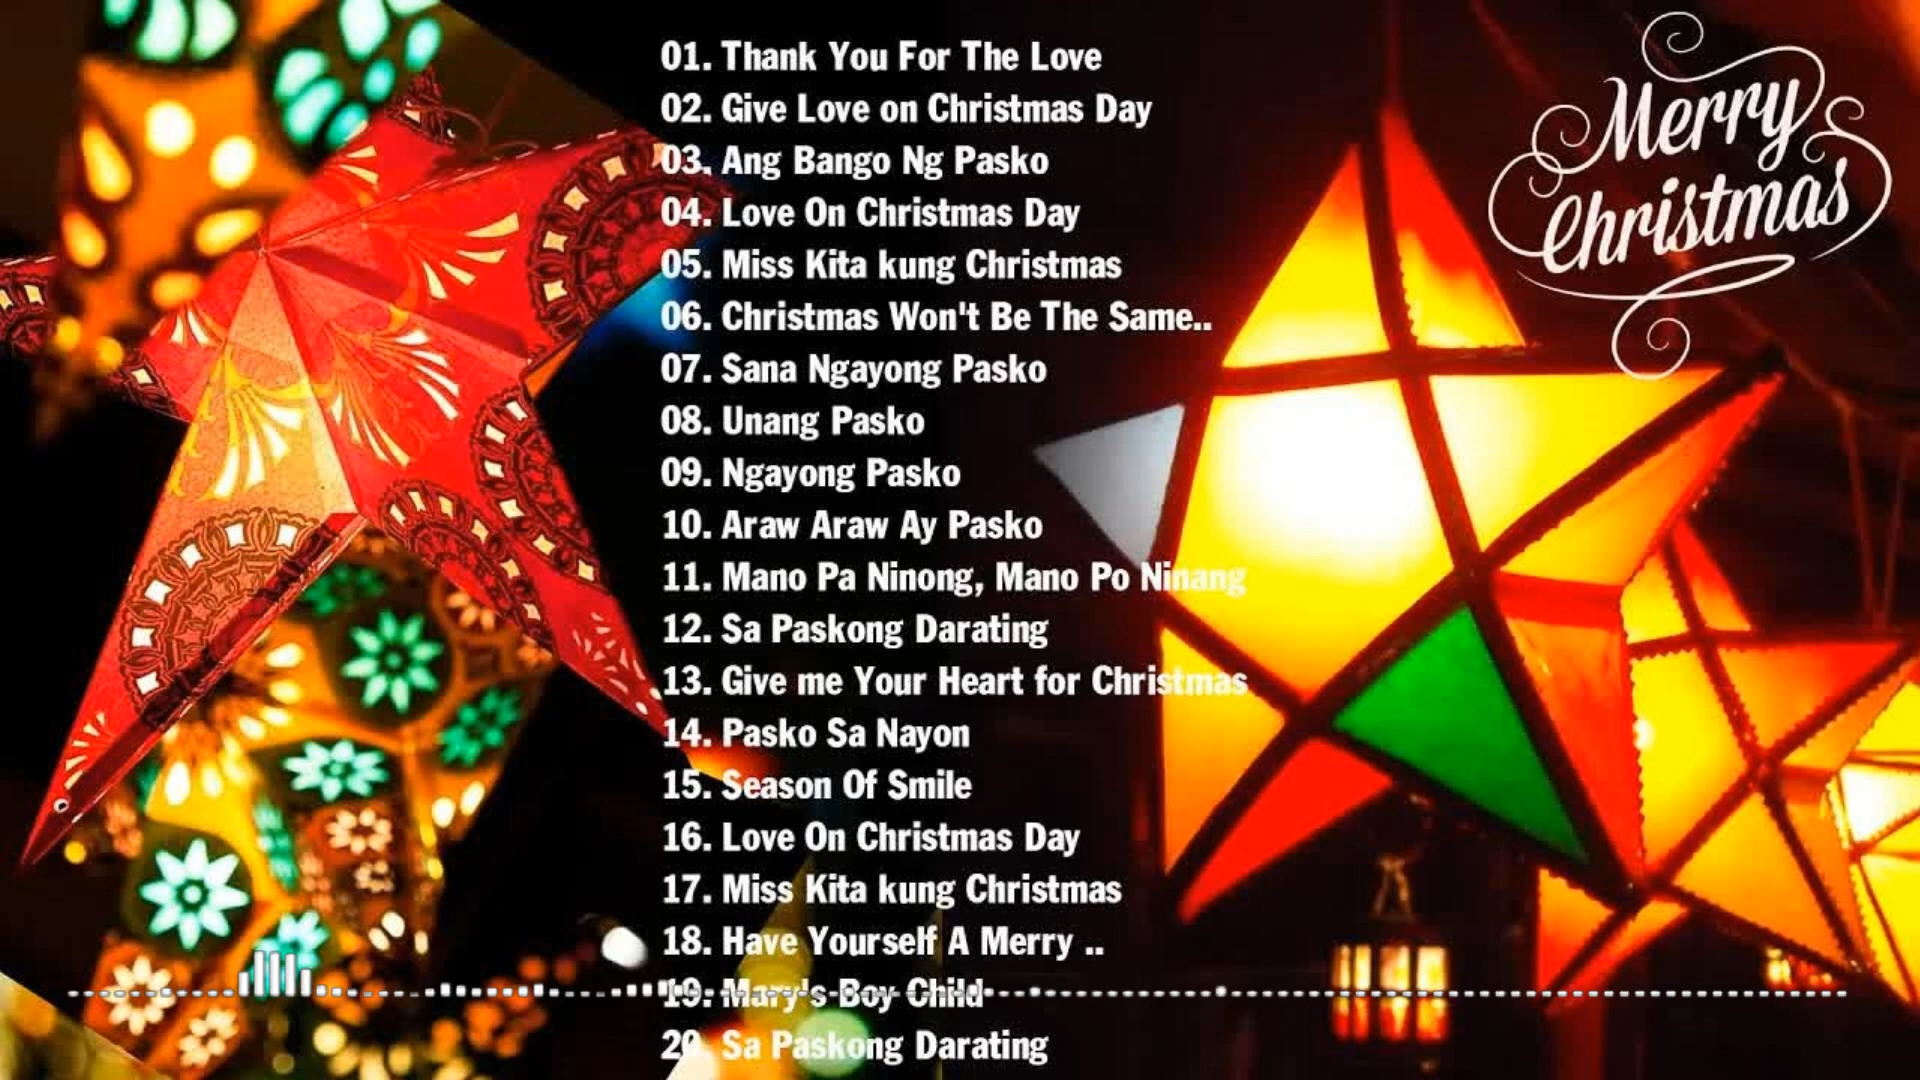 01. Thank You For The Love
02. Give Love on Christmas Day
03. Ang Bango Ng Pasko
04. Love On Christmas Day
05. Miss Kita kung Christmas
06. Christmas Won't Be The Same..
07. Sana Ngayong Pasko
08. Unang Pasko
09. Ngayong Pasko
10. Araw Araw Ay Pasko
11. Mano Pa Ninong, Mano Po Ninang
12. Sa Paskong Darating
13. Give me Your Heart for Christmas
14. Pasko Sa Nayon
15. Season Of Smile
16. Love On Christmas Day
17. Miss Kita kung Christmas
18. Have Yourself A Merry ..
19. Mary's Boy Child
20. Sa Paskong Darating
Merry
Christmas